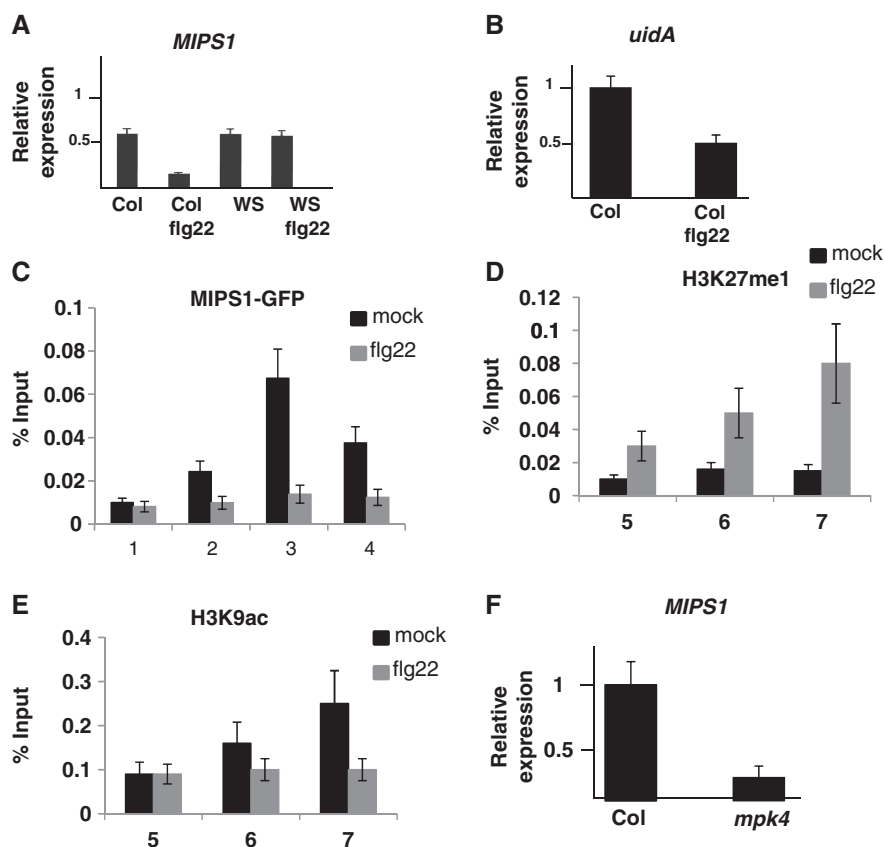 A
MIPS1
Relative
expression
1
0.5
Col
Col
flg22
WS
WS
flg22
B
uidA
Relative
expression
1
0.5
Col
Col
flg22
C
MIPS1-GFP
mock
flg22
% Input
0.1
0.08
0.06
0.04
0.02
0
1
2
3
4
D
H3K27me1
mock
flg22
% Input
0.12
0.1
0.08
0.06
0.04
0.02
0
5
6
7
E
H3K9ac
mock
flg22
% Input
0.4
0.3
0.2
0.1
0
5
6
7
F
MIPS1
Relative
expression
1
0.5
Col
mpk4